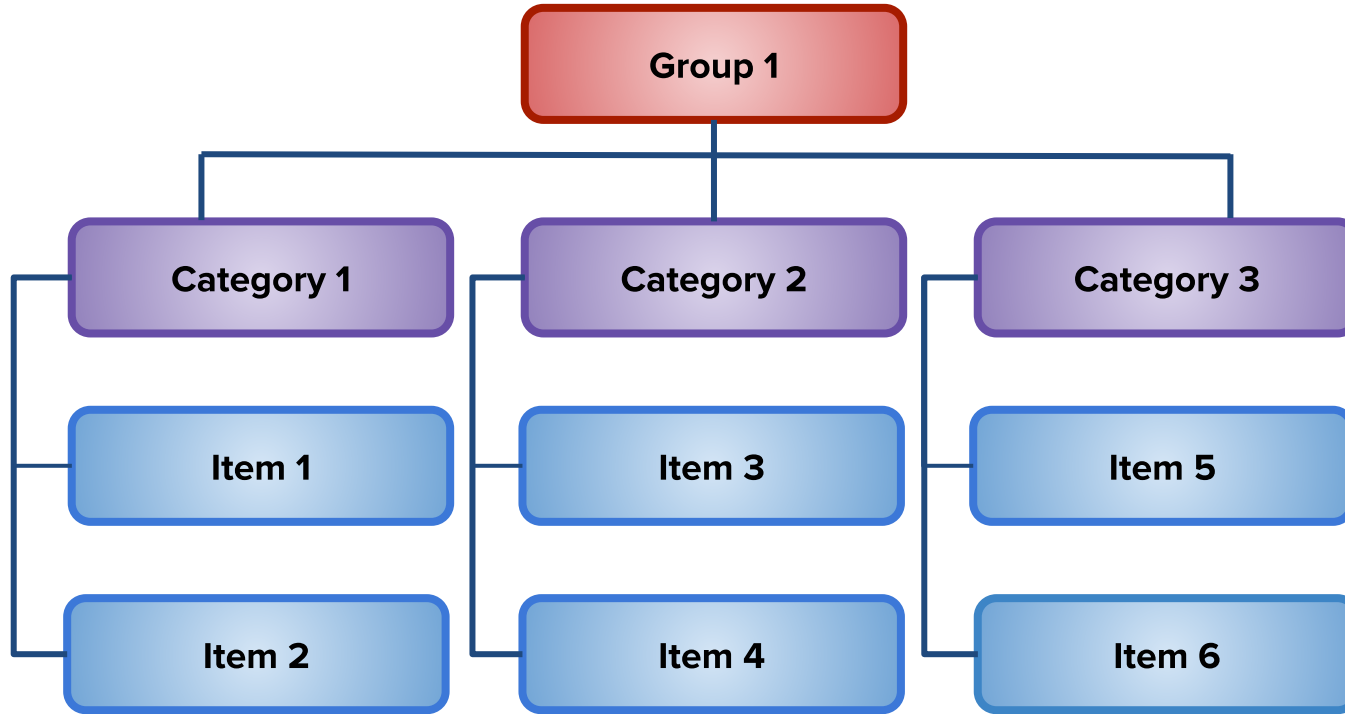 Group 1
Category 1
Category 2
Category 3
Item 1
Item 3
Item 5
Item 2
Item 4
Item 6